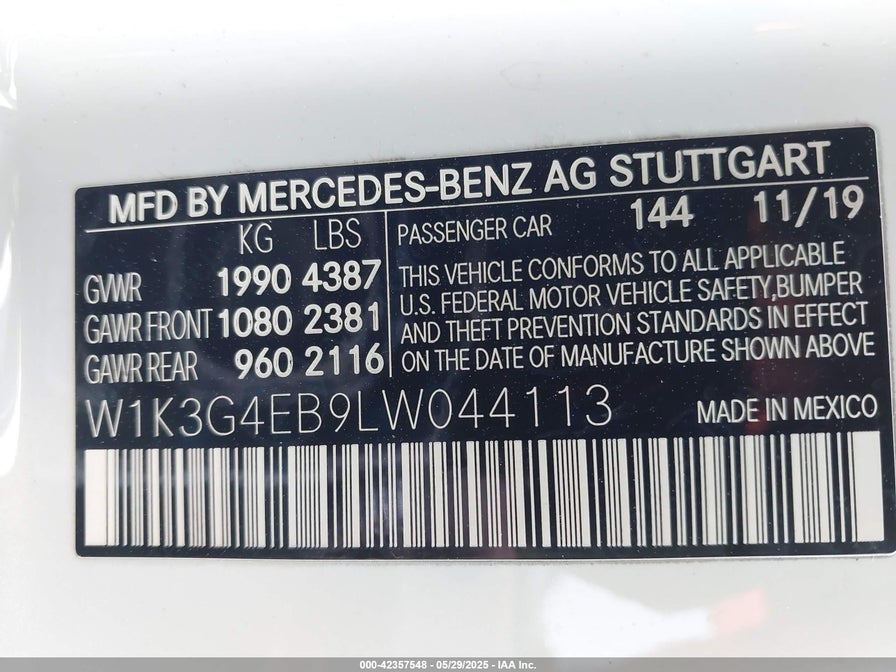 MFD BY MERCEDES-BENZ AG STUTTGART
KG LBS
GVWR 1990 4387
GAWR FRONT 1080 2381
GAWR REAR 960 2116
PASSENGER CAR 144 11/19
THIS VEHICLE CONFORMS TO ALL APPLICABLE
U.S. FEDERAL MOTOR VEHICLE SAFETY, BUMPER
AND THEFT PREVENTION STANDARDS IN EFFECT
ON THE DATE OF MANUFACTURE SHOWN ABOVE
W1K3G4EB9LW044113 MADE IN MEXICO
000-42357548 | 05/29/2025 - IAA Inc.